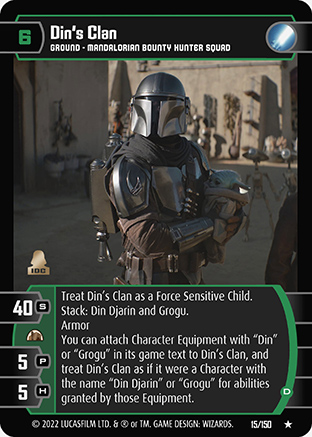 6
Din's Clan
GROUND - MANDALORIAN BOUNTY HUNTER SQUAD
IDC
40 S
5 P
5 H
Treat Din's Clan as a Force Sensitive Child.
Stack: Din Djarin and Grogu.
Armor
You can attach Character Equipment with "Din"
or "Grogu" in its game text to Din's Clan, and
treat Din's Clan as if it were a Character with
the name "Din Djarin" or "Grogu" for abilities
granted by those Equipment.
D
© 2022 LUCASFILM LTD. & ® OR TM. GAME DESIGN: WIZARDS.
15/150